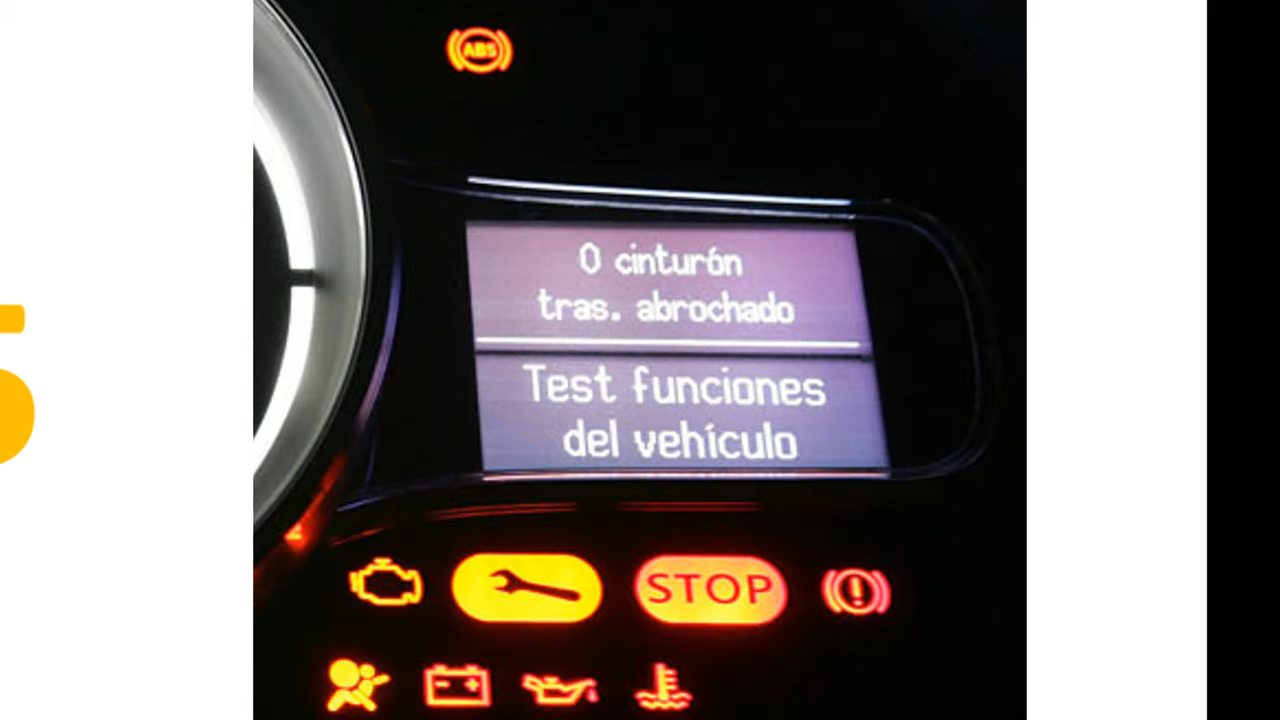 ABS
0 cinturón
tras. abrochado
Test funciones
del vehículo
STOP